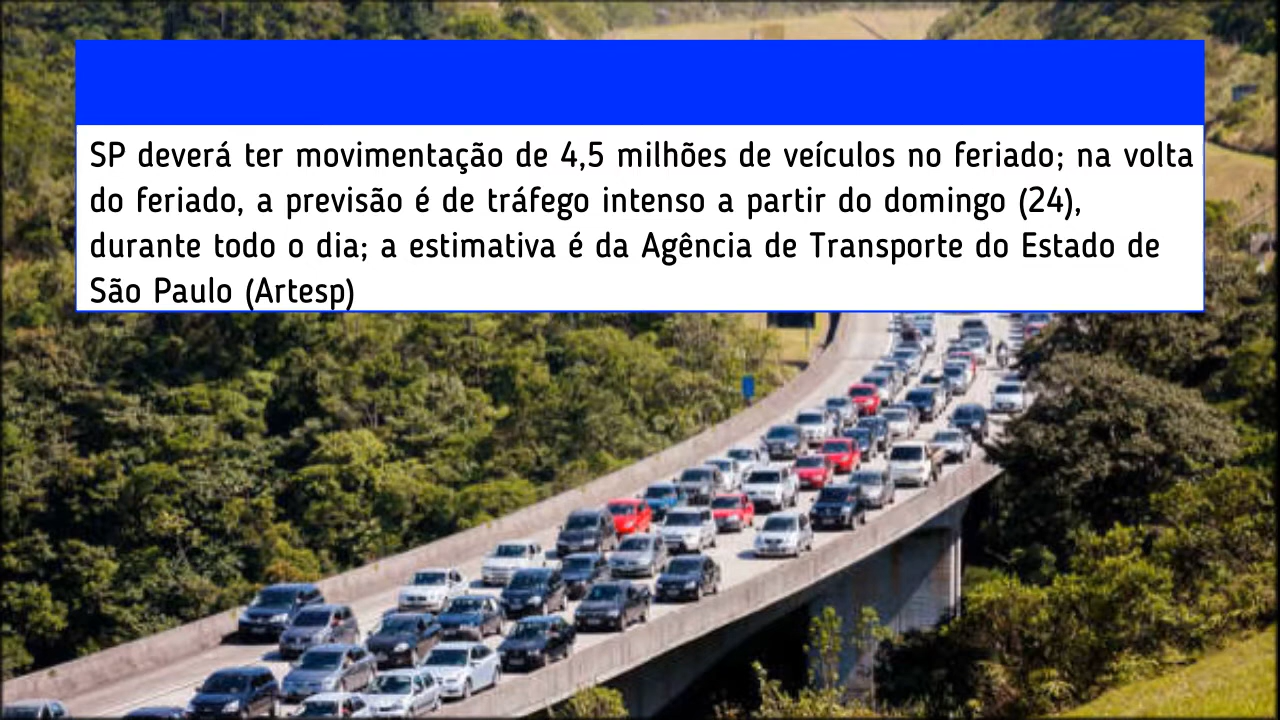 SP deverá ter movimentação de 4,5 milhões de veículos no feriado; na volta
do feriado, a previsão é de tráfego intenso a partir do domingo (24),
durante todo o dia; a estimativa é da Agência de Transporte do Estado de
São Paulo (Artesp)